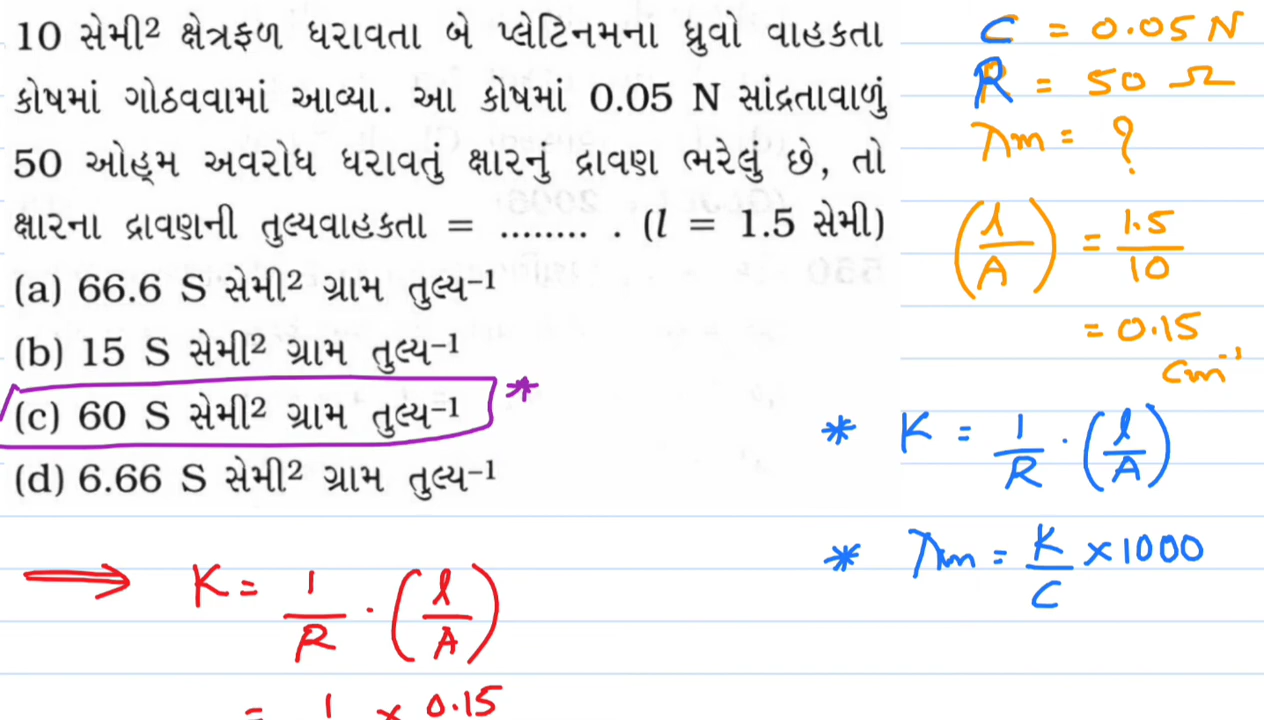 10 સેમી² ક્ષેત્રફળ ધરાવતા બે પ્લેટિનમના ધ્રુવો વાહકતા
કોષમાં ગોઠવવામાં આવ્યા. આ કોષમાં 0.05 N સાંદ્રતાવાળું
50 ઓહ્મ અવરોધ ધરાવતું ક્ષારનું દ્રાવણ ભરેલું છે, તો
ક્ષારના દ્રાવણની તુલ્યવાહકતા = ........ . (l = 1.5 સેમી)
(a) 66.6 S સેમી² ગ્રામ તુલ્ય⁻¹
(b) 15 S સેમી² ગ્રામ તુલ્ય⁻¹
(c) 60 S સેમી² ગ્રામ તુલ્ય⁻¹ *
(d) 6.66 S સેમી² ગ્રામ તુલ્ય⁻¹
C = 0.05 N
R = 50 Ω
λm = ?
(l/A) = 1.5/10
= 0.15
cm⁻¹
* K = 1/R · (l/A)
* λm = K/C × 1000
⇒ K = 1/R · (l/A)
= 1 × 0.15